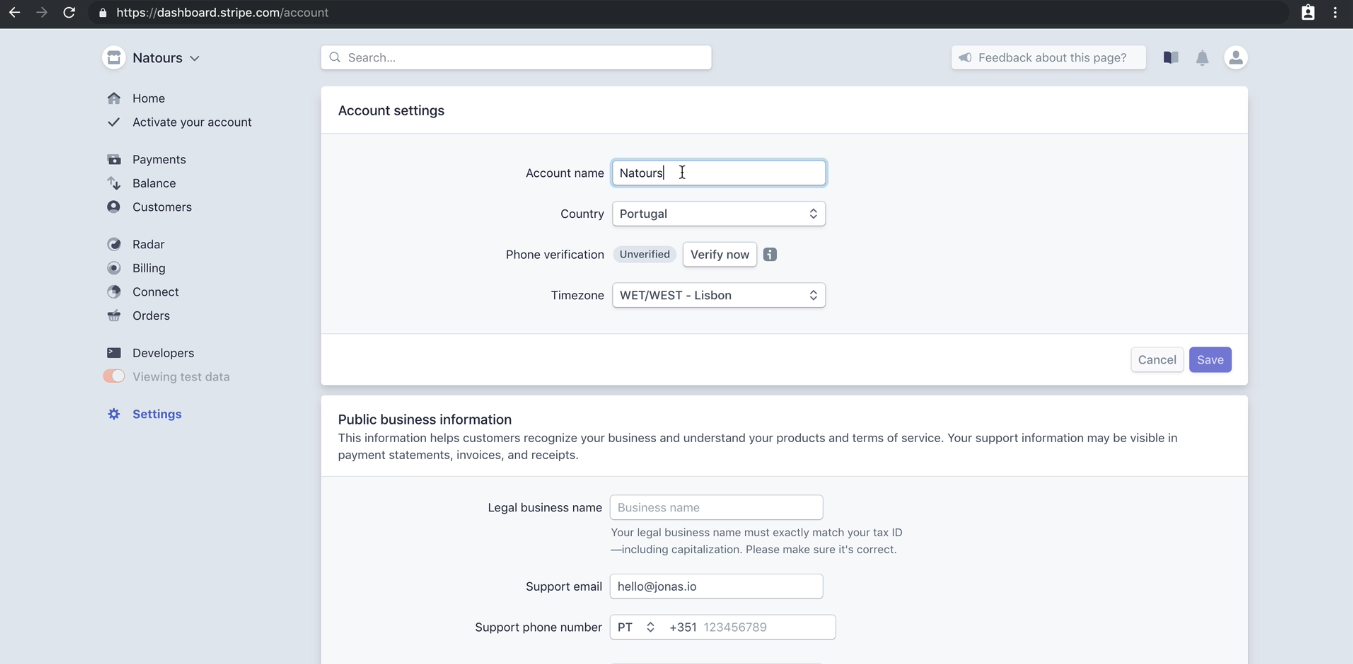 https://dashboard.stripe.com/account
Natours
Search...
Feedback about this page?
Home
Activate your account
Payments
Balance
Customers
Radar
Billing
Connect
Orders
Developers
Viewing test data
Settings
Account settings
Account name Natours
Country Portugal
Phone verification Unverified Verify now
Timezone WET/WEST - Lisbon
Cancel Save
Public business information
This information helps customers recognize your business and understand your products and terms of service. Your support information may be visible in
payment statements, invoices, and receipts.
Legal business name Business name
Your legal business name must exactly match your tax ID
—including capitalization. Please make sure it's correct.
Support email hello@jonas.io
Support phone number PT +351 123456789